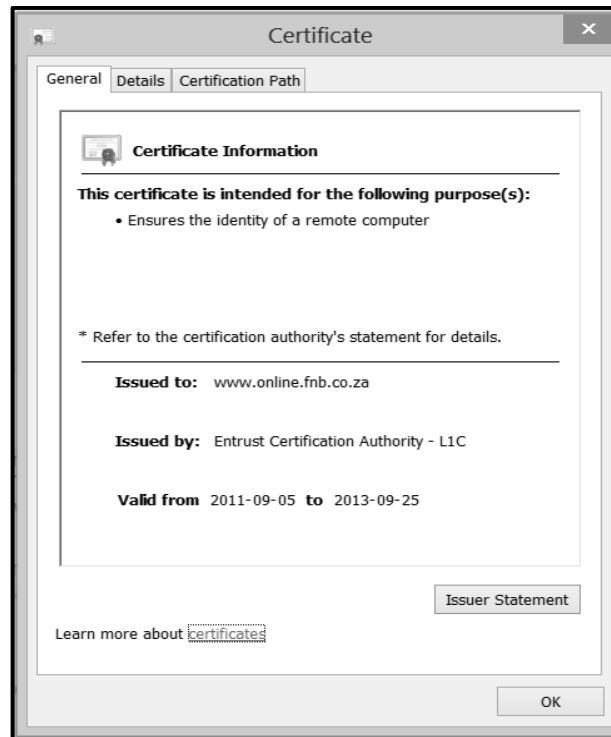 Certificate
General Details Certification Path
Certificate Information
This certificate is intended for the following purpose(s):
• Ensures the identity of a remote computer
* Refer to the certification authority's statement for details.
Issued to: www.online.fnb.co.za
Issued by: Entrust Certification Authority - L1C
Valid from 2011-09-05 to 2013-09-25
Issuer Statement
Learn more about certificates
OK